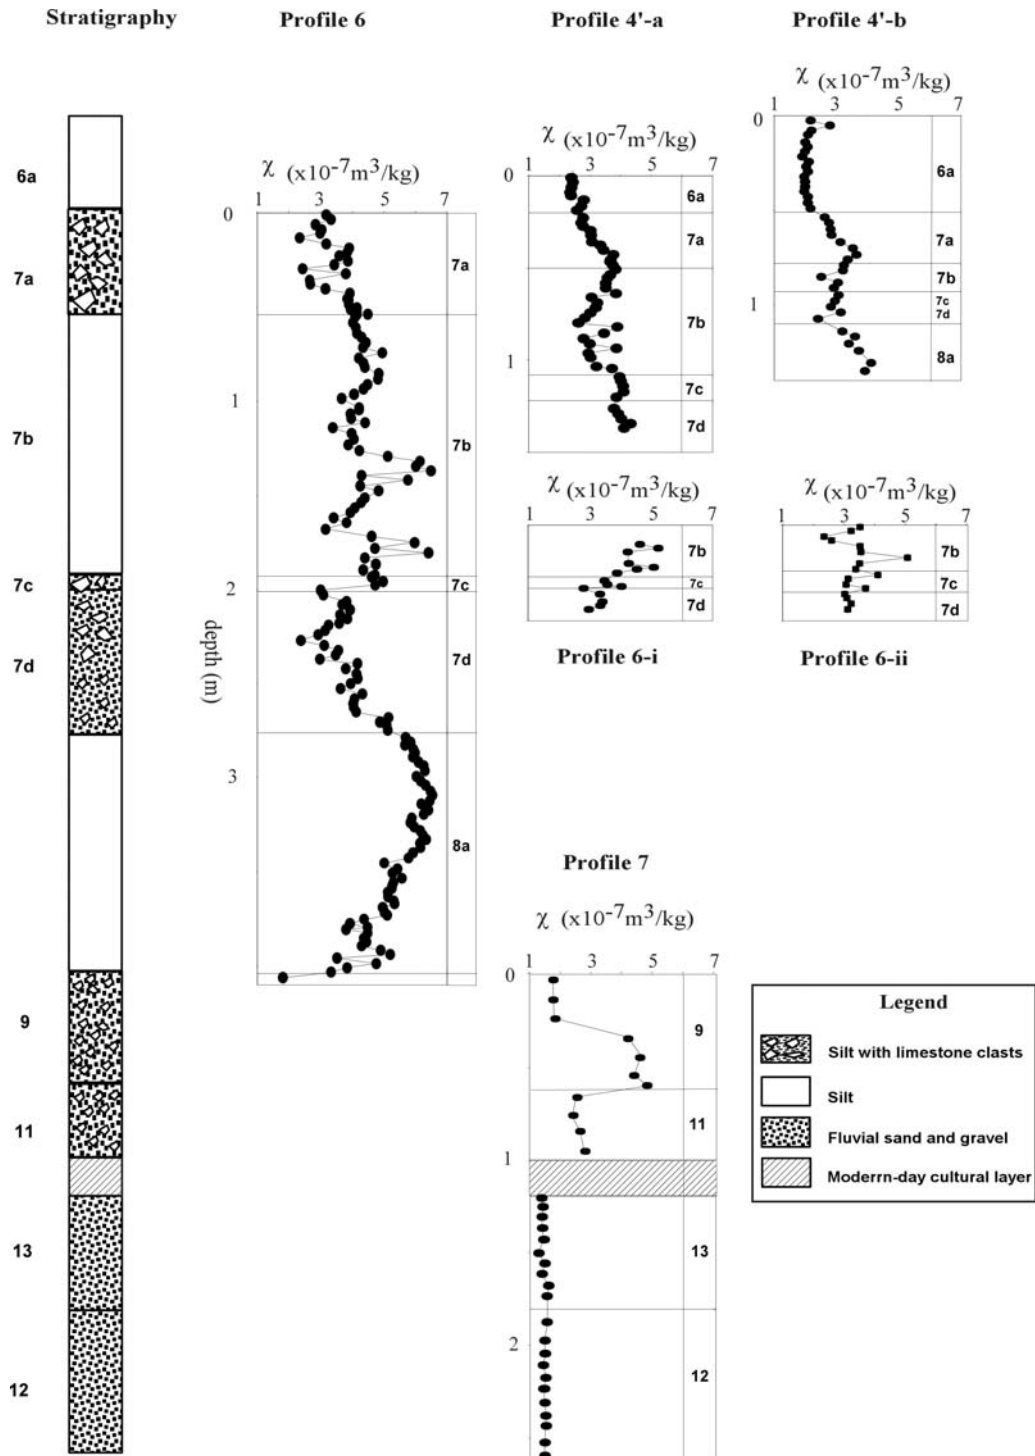 Stratigraphy
6a
7a
7b
7c
7d
9
11
13
12
Profile 6
χ (x10-7m3/kg)
1 3 5 7
0
1
2
3
depth (m)
7a
7b
7c
7d
8a
Profile 4'-a
χ (x10-7m3/kg)
1 3 5 7
0
1
6a
7a
7b
7c
7d
Profile 4'-b
χ (x10-7m3/kg)
1 3 5 7
0
1
6a
7a
7b
7c
7d
8a
χ (x10-7m3/kg)
1 3 5 7
7b
7c
7d
Profile 6-i
χ (x10-7m3/kg)
1 3 5 7
7b
7c
7d
Profile 6-ii
Profile 7
χ (x10-7m3/kg)
1 3 5 7
0
1
2
9
11
13
12
Legend
Silt with limestone clasts
Silt
Fluvial sand and gravel
Moderrn-day cultural layer